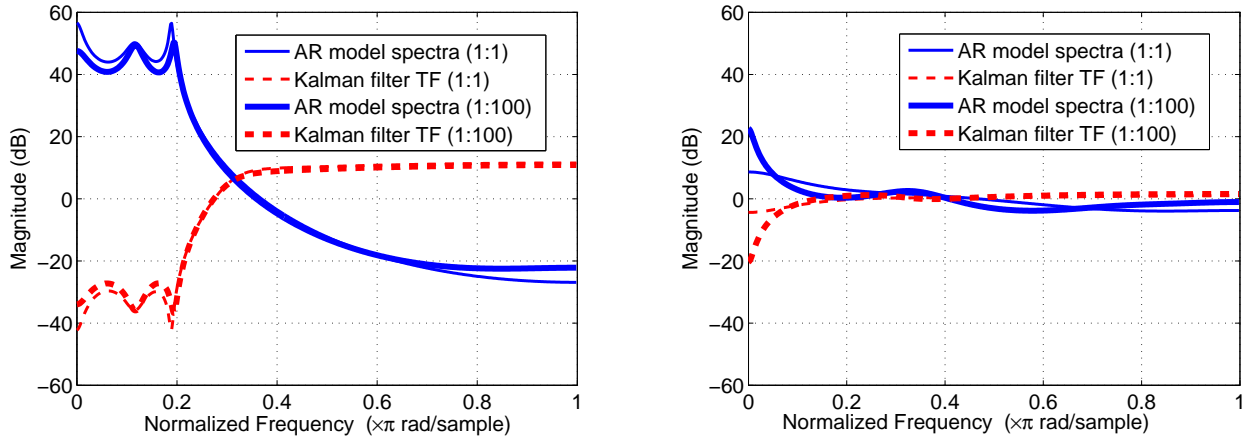 60
40
20
0
−20
−40
−60
Magnitude (dB)
AR model spectra (1:1)
Kalman filter TF (1:1)
AR model spectra (1:100)
Kalman filter TF (1:100)
0 0.2 0.4 0.6 0.8 1
Normalized Frequency (×π rad/sample)
60
40
20
0
−20
−40
−60
Magnitude (dB)
AR model spectra (1:1)
Kalman filter TF (1:1)
AR model spectra (1:100)
Kalman filter TF (1:100)
0 0.2 0.4 0.6 0.8 1
Normalized Frequency (×π rad/sample)